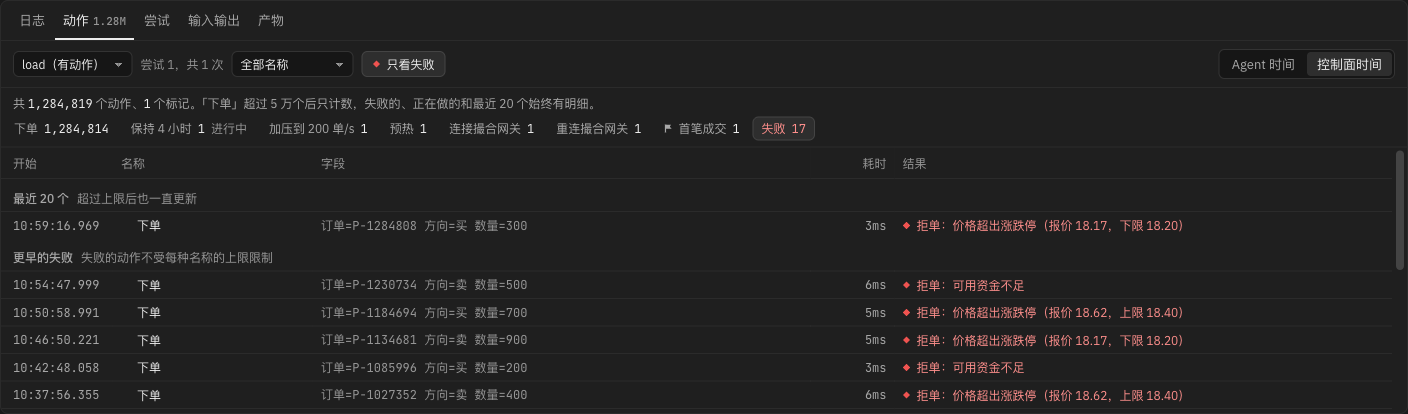 日志 动作 1.28M 尝试 输入输出 产物
load（有动作） 尝试 1，共 1 次 全部名称 只看失败 Agent 时间 控制面时间
共 1,284,819 个动作、1 个标记。「下单」超过 5 万个后只计数，失败的、正在做的和最近 20 个始终有明细。
下单 1,284,814 保持 4 小时 1 进行中 加压到 200 单/s 1 预热 1 连接撮合网关 1 重连撮合网关 1 首笔成交 1 失败 17
开始 名称 字段 耗时 结果
最近 20 个 超过上限后也一直更新
10:59:16.969 下单 订单=P-1284808 方向=买 数量=300 3ms 拒单：价格超出涨跌停（报价 18.17，下限 18.20）
更早的失败 失败的动作不受每种名称的上限限制
10:54:47.999 下单 订单=P-1230734 方向=卖 数量=500 6ms 拒单：可用资金不足
10:50:58.991 下单 订单=P-1184694 方向=买 数量=700 5ms 拒单：价格超出涨跌停（报价 18.62，上限 18.40）
10:46:50.221 下单 订单=P-1134681 方向=卖 数量=900 5ms 拒单：价格超出涨跌停（报价 18.17，下限 18.20）
10:42:48.058 下单 订单=P-1085996 方向=买 数量=200 3ms 拒单：可用资金不足
10:37:56.355 下单 订单=P-1027352 方向=卖 数量=400 6ms 拒单：价格超出涨跌停（报价 18.62，上限 18.40）